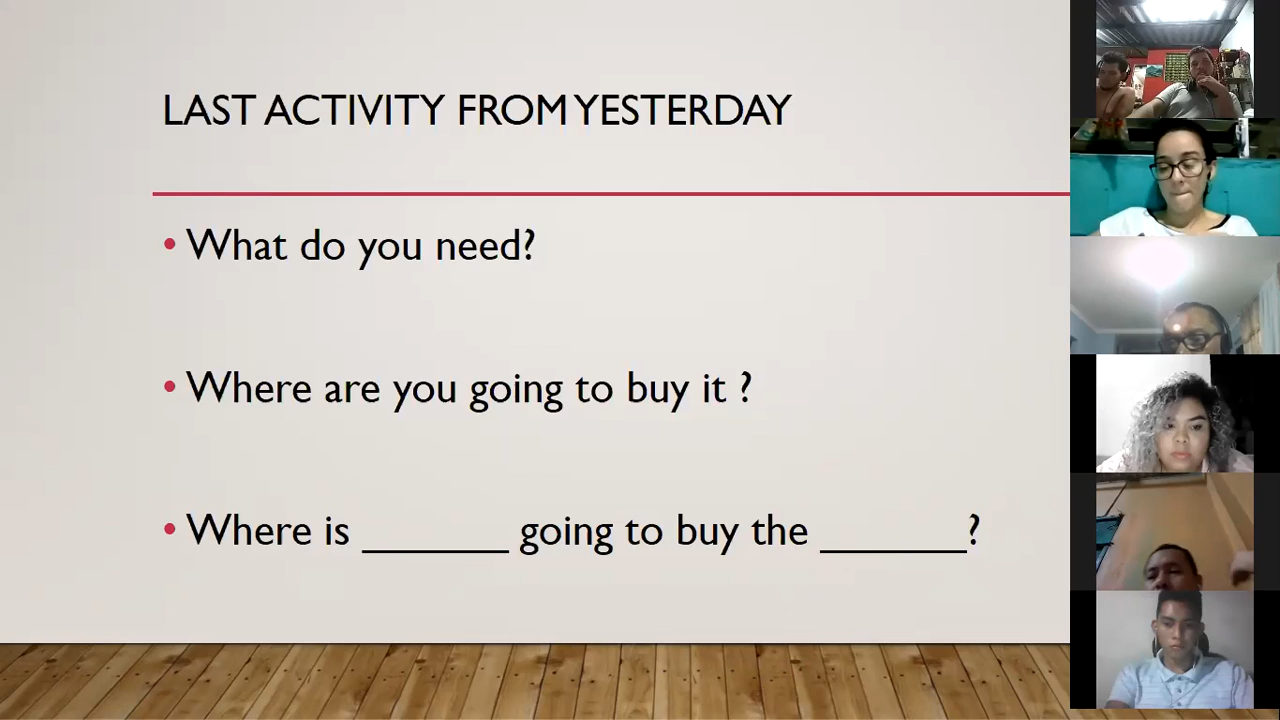 LAST ACTIVITY FROM YESTERDAY
• What do you need?
• Where are you going to buy it ?
• Where is _______ going to buy the _______?